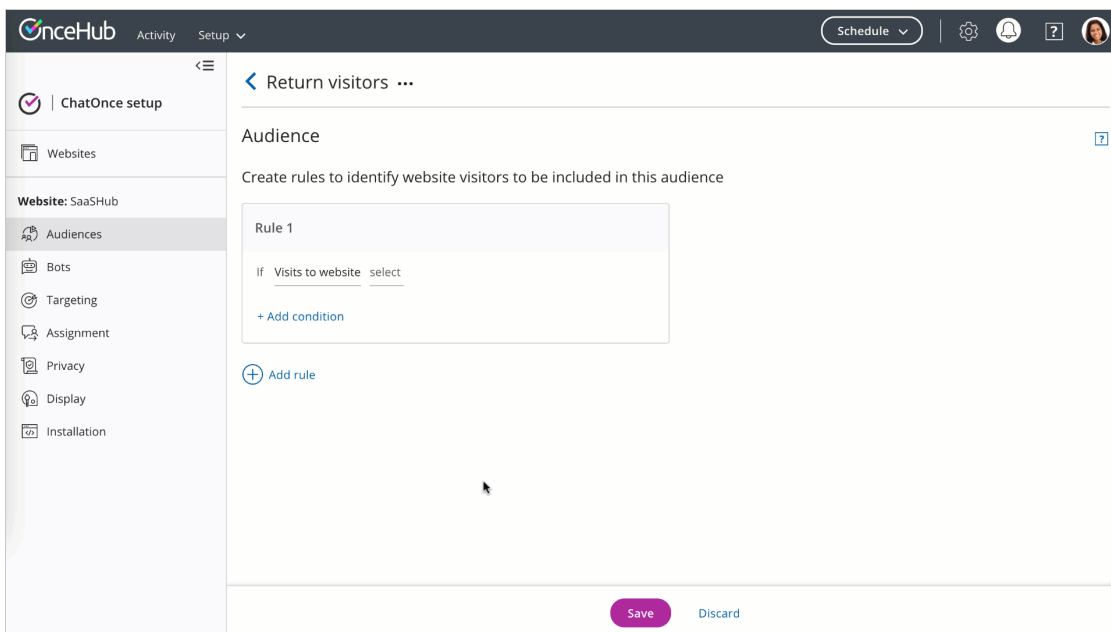 OnceHub Activity Setup Schedule ?
ChatOnce setup
Websites
Website: SaaSHub
Audiences
Bots
Targeting
Assignment
Privacy
Display
Installation
Return visitors ...
Audience ?
Create rules to identify website visitors to be included in this audience
Rule 1
If Visits to website select
+ Add condition
Add rule
Save Discard